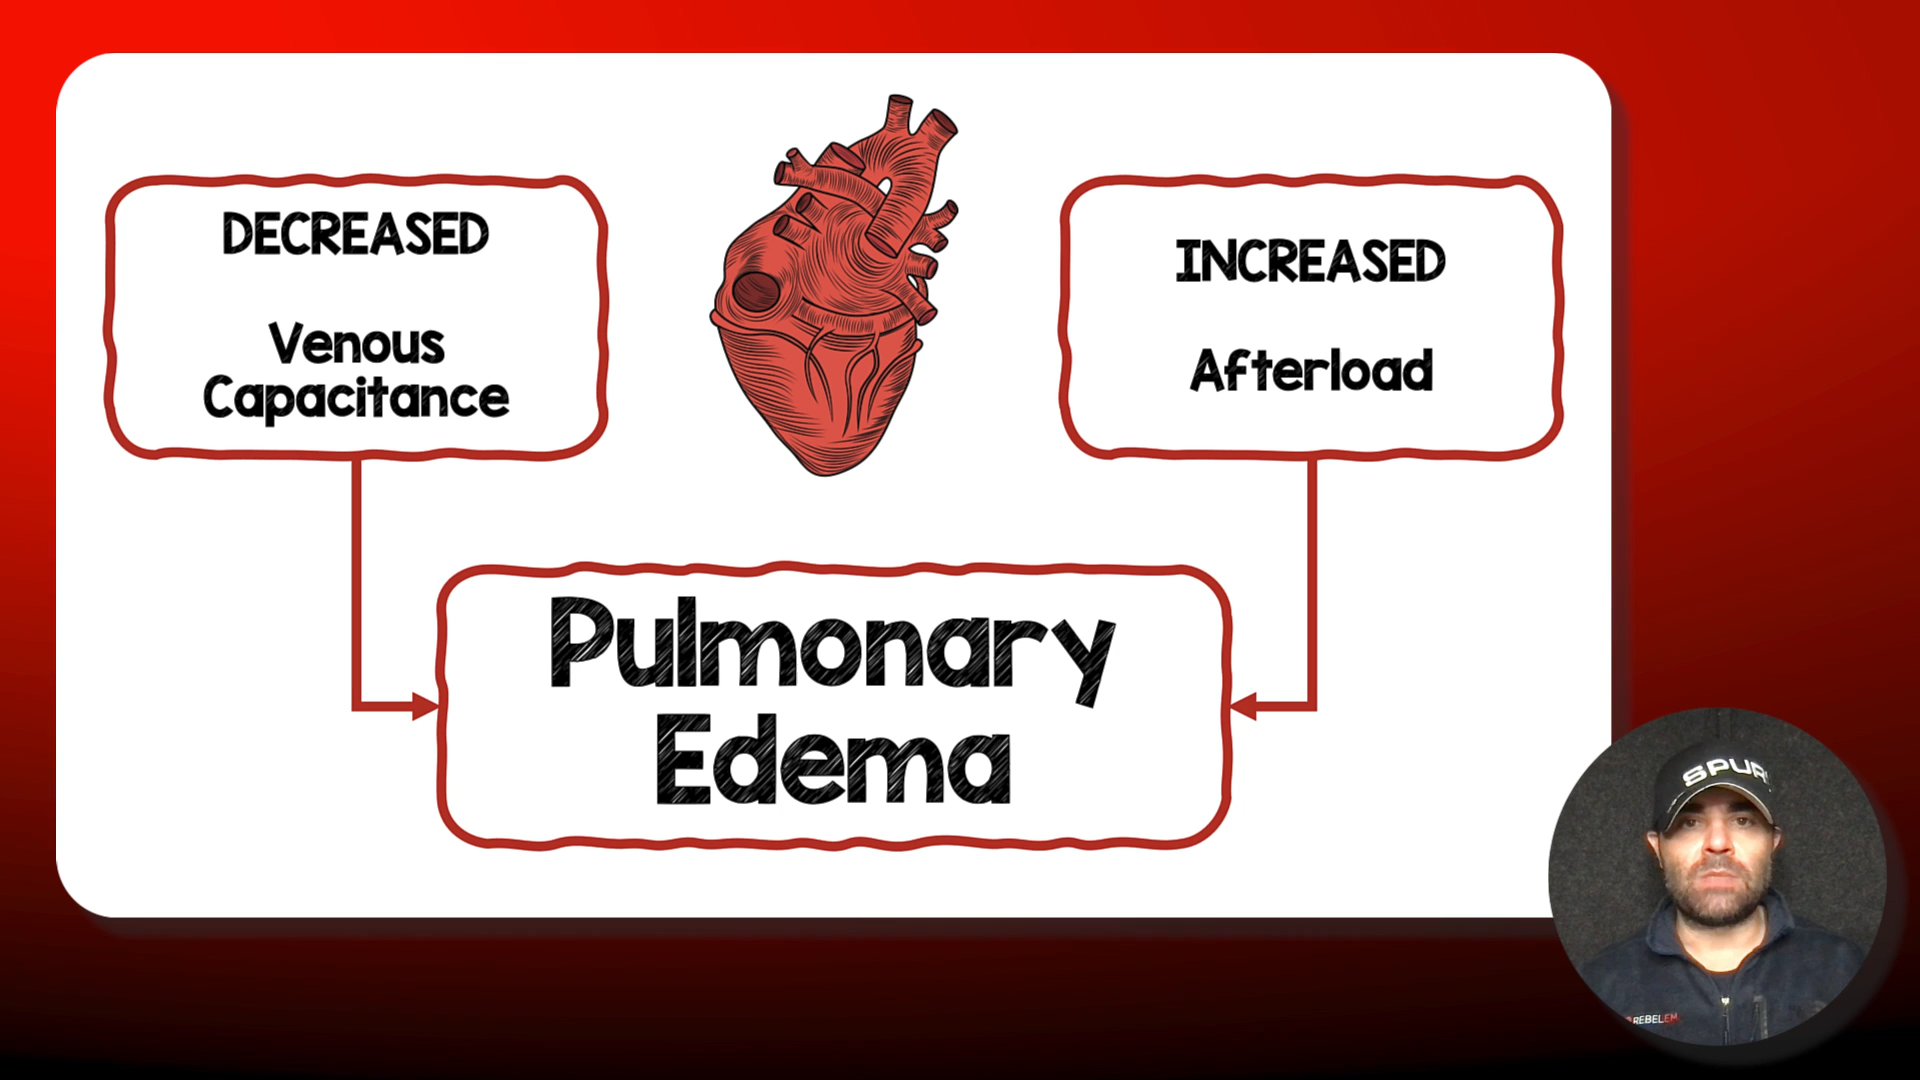 DECREASED
Venous
Capacitance
INCREASED
Afterload
Pulmonary
Edema
SPUR
REBELEM